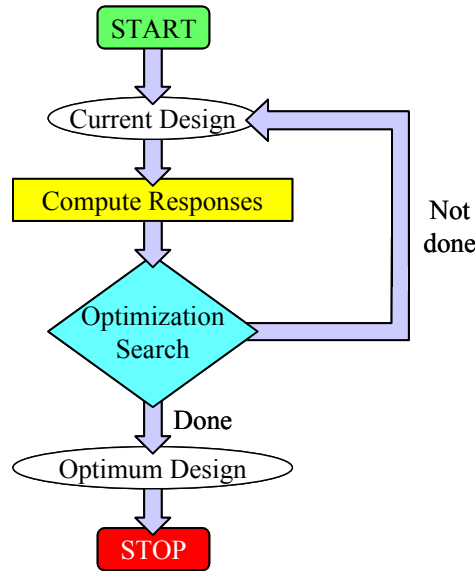 START
Current Design
Compute Responses
Not
done
Optimization
Search
Done
Optimum Design
STOP